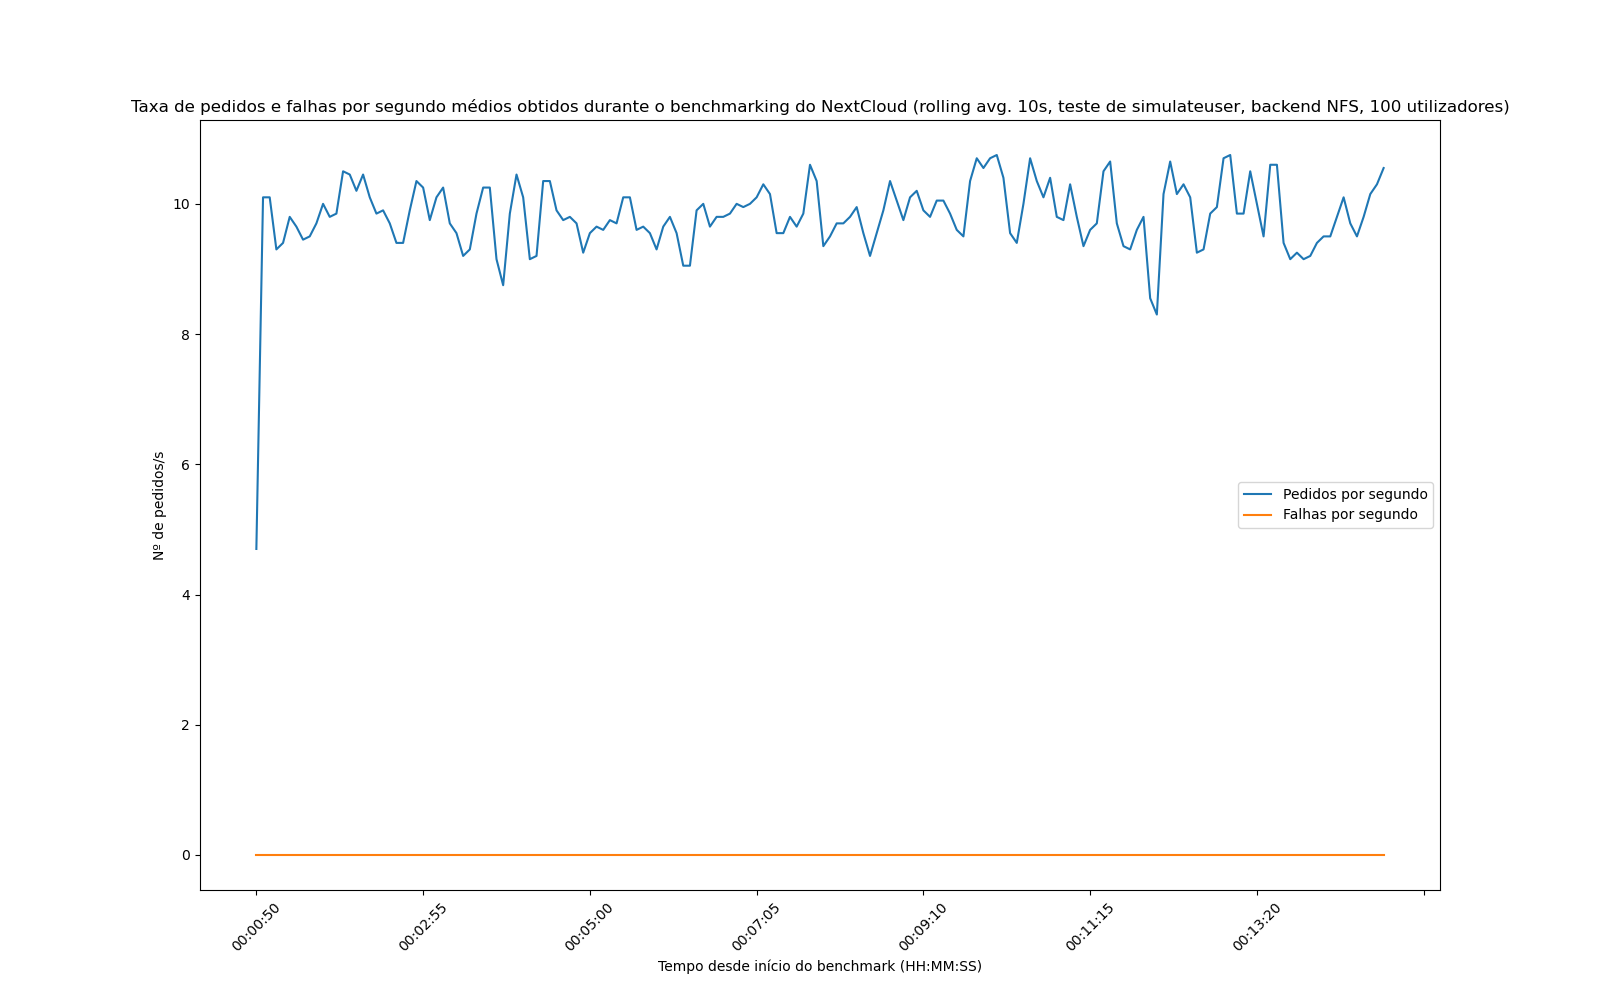 Taxa de pedidos e falhas por segundo médios obtidos durante o benchmarking do NextCloud (rolling avg. 10s, teste de simulateuser, backend NFS, 100 utilizadores)
10
8
6
4
2
0
Nº de pedidos/s
Pedidos por segundo
Falhas por segundo
00:00:50
00:02:55
00:05:00
00:07:05
00:09:10
00:11:15
00:13:20
Tempo desde início do benchmark (HH:MM:SS)